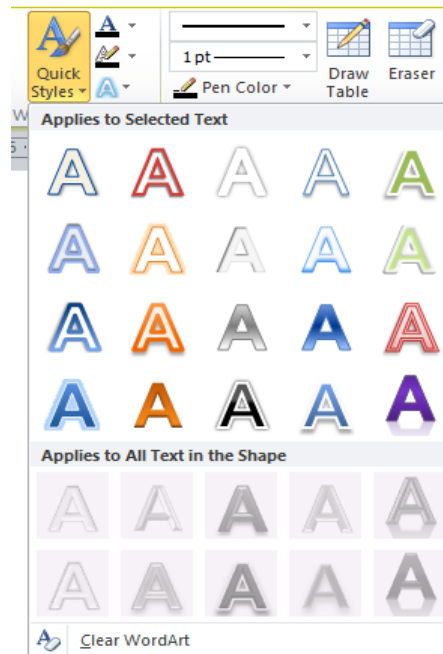 1 pt
Quick
Styles
Pen Color
Draw
Table
Eraser
Applies to Selected Text
A A A A A
A A A A A
A A A A A
A A A A A
Applies to All Text in the Shape
A A A A A
A A A A A
Clear WordArt